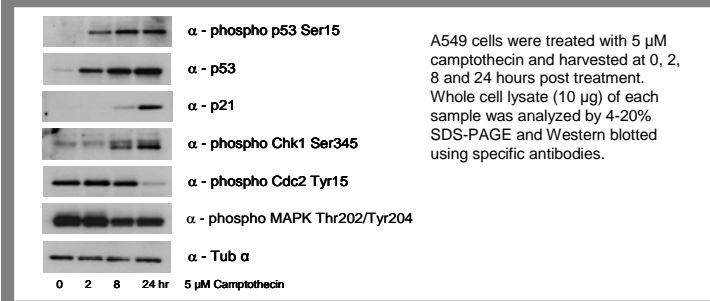 α - phospho p53 Ser15
α - p53
α - p21
α - phospho Chk1 Ser345
α - phospho Cdc2 Tyr15
α - phospho MAPK Thr202/Tyr204
α - Tub α
0 2 8 24 hr 5 µM Camptothecin
A549 cells were treated with 5 µM
camptothecin and harvested at 0, 2,
8 and 24 hours post treatment.
Whole cell lysate (10 µg) of each
sample was analyzed by 4-20%
SDS-PAGE and Western blotted
using specific antibodies.